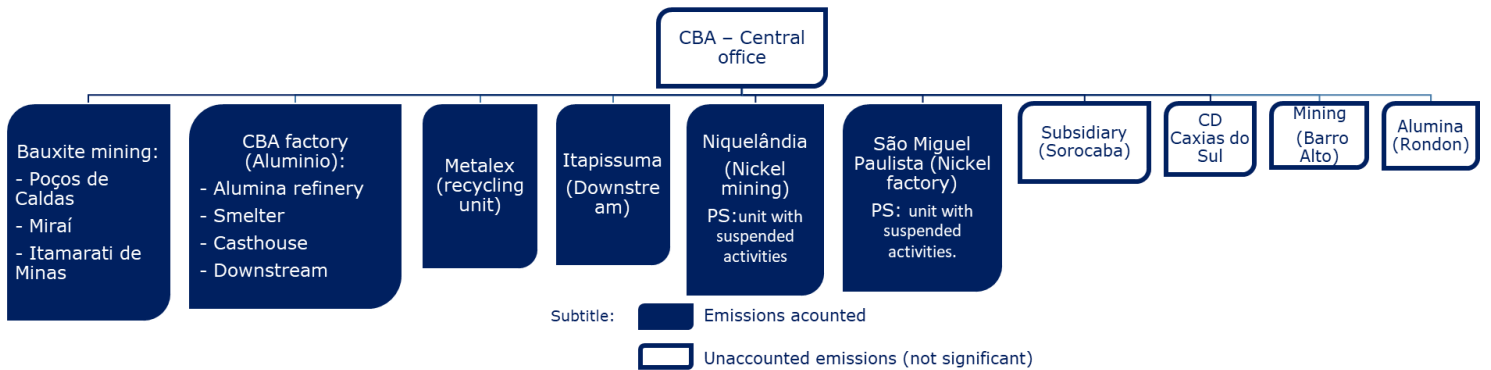 CBA – Central
office
Bauxite mining:
- Poços de
Caldas
- Miraí
- Itamarati de
Minas
CBA factory
(Aluminio):
- Alumina refinery
- Smelter
- Casthouse
- Downstream
Metalex
(recycling
unit)
Itapissuma
(Downstre
am)
Niquelândia
(Nickel
mining)
PS:unit with
suspended
activities
São Miguel
Paulista (Nickel
factory)
PS: unit with
suspended
activities.
Subsidiary
(Sorocaba)
CD
Caxias do
Sul
Mining
(Barro
Alto)
Alumina
(Rondon)
Subtitle:
Emissions acounted
Unaccounted emissions (not significant)